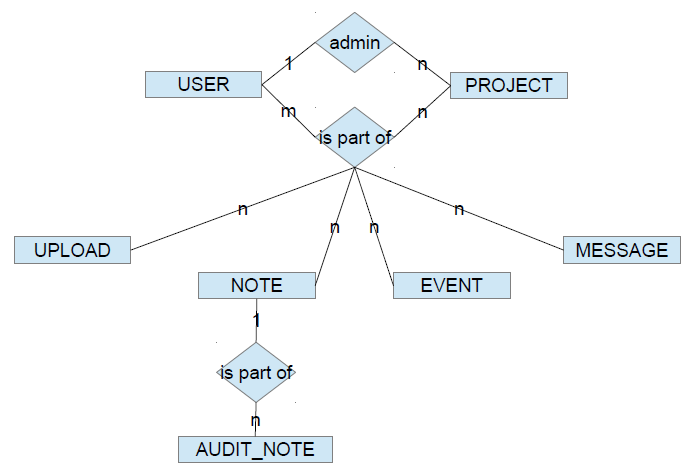 admin
1
n
USER
PROJECT
m
n
is part of
n
n
n
n
UPLOAD
MESSAGE
NOTE
EVENT
1
is part of
n
AUDIT_NOTE